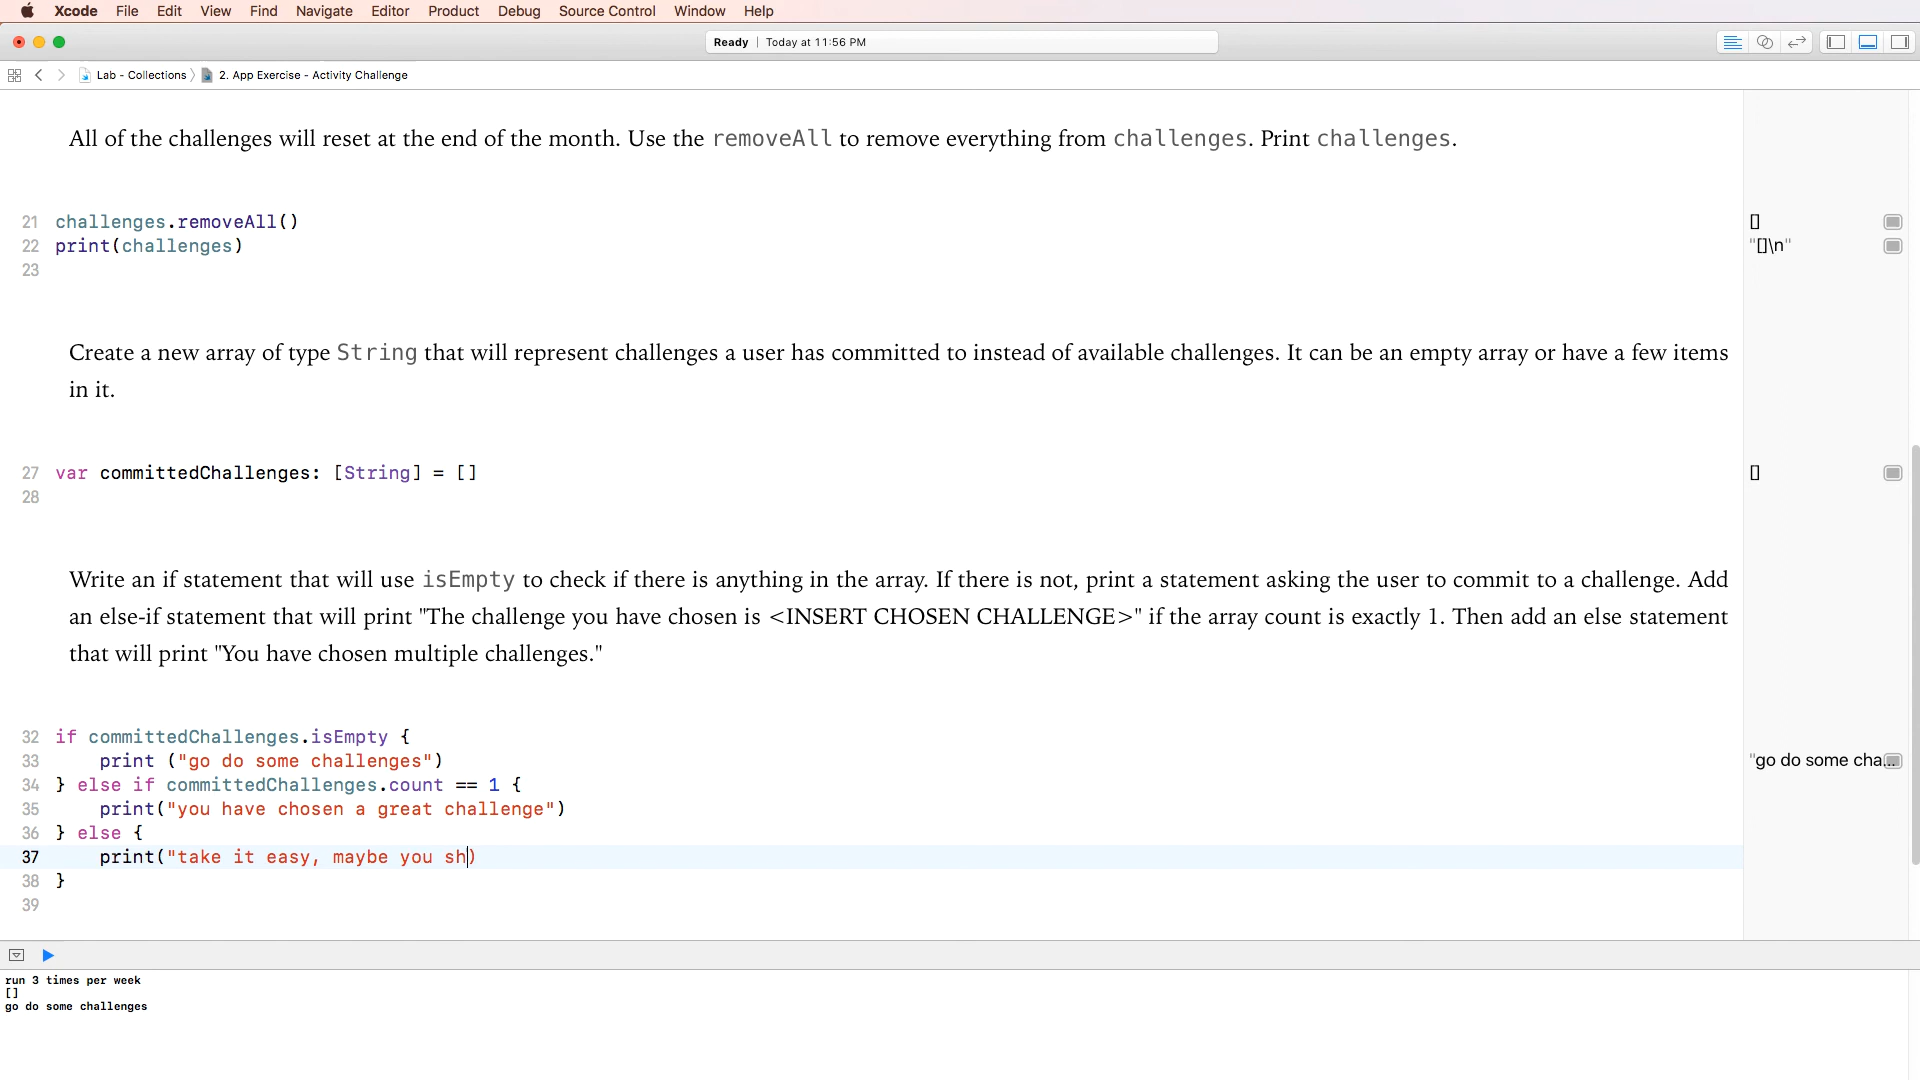 Xcode File Edit View Find Navigate Editor Product Debug Source Control Window Help
Ready | Today at 11:56 PM
Lab - Collections 2. App Exercise - Activity Challenge
All of the challenges will reset at the end of the month. Use the removeAll to remove everything from challenges. Print challenges.
21 challenges.removeAll() []
22 print(challenges) "[]\n"
23
Create a new array of type String that will represent challenges a user has committed to instead of available challenges. It can be an empty array or have a few items
in it.
27 var committedChallenges: [String] = [] []
28
Write an if statement that will use isEmpty to check if there is anything in the array. If there is not, print a statement asking the user to commit to a challenge. Add
an else-if statement that will print "The challenge you have chosen is <INSERT CHOSEN CHALLENGE>" if the array count is exactly 1. Then add an else statement
that will print "You have chosen multiple challenges."
32 if committedChallenges.isEmpty {
33     print ("go do some challenges") "go do some cha...
34 } else if committedChallenges.count == 1 {
35     print("you have chosen a great challenge")
36 } else {
37     print("take it easy, maybe you sh)
38 }
39
run 3 times per week
[]
go do some challenges